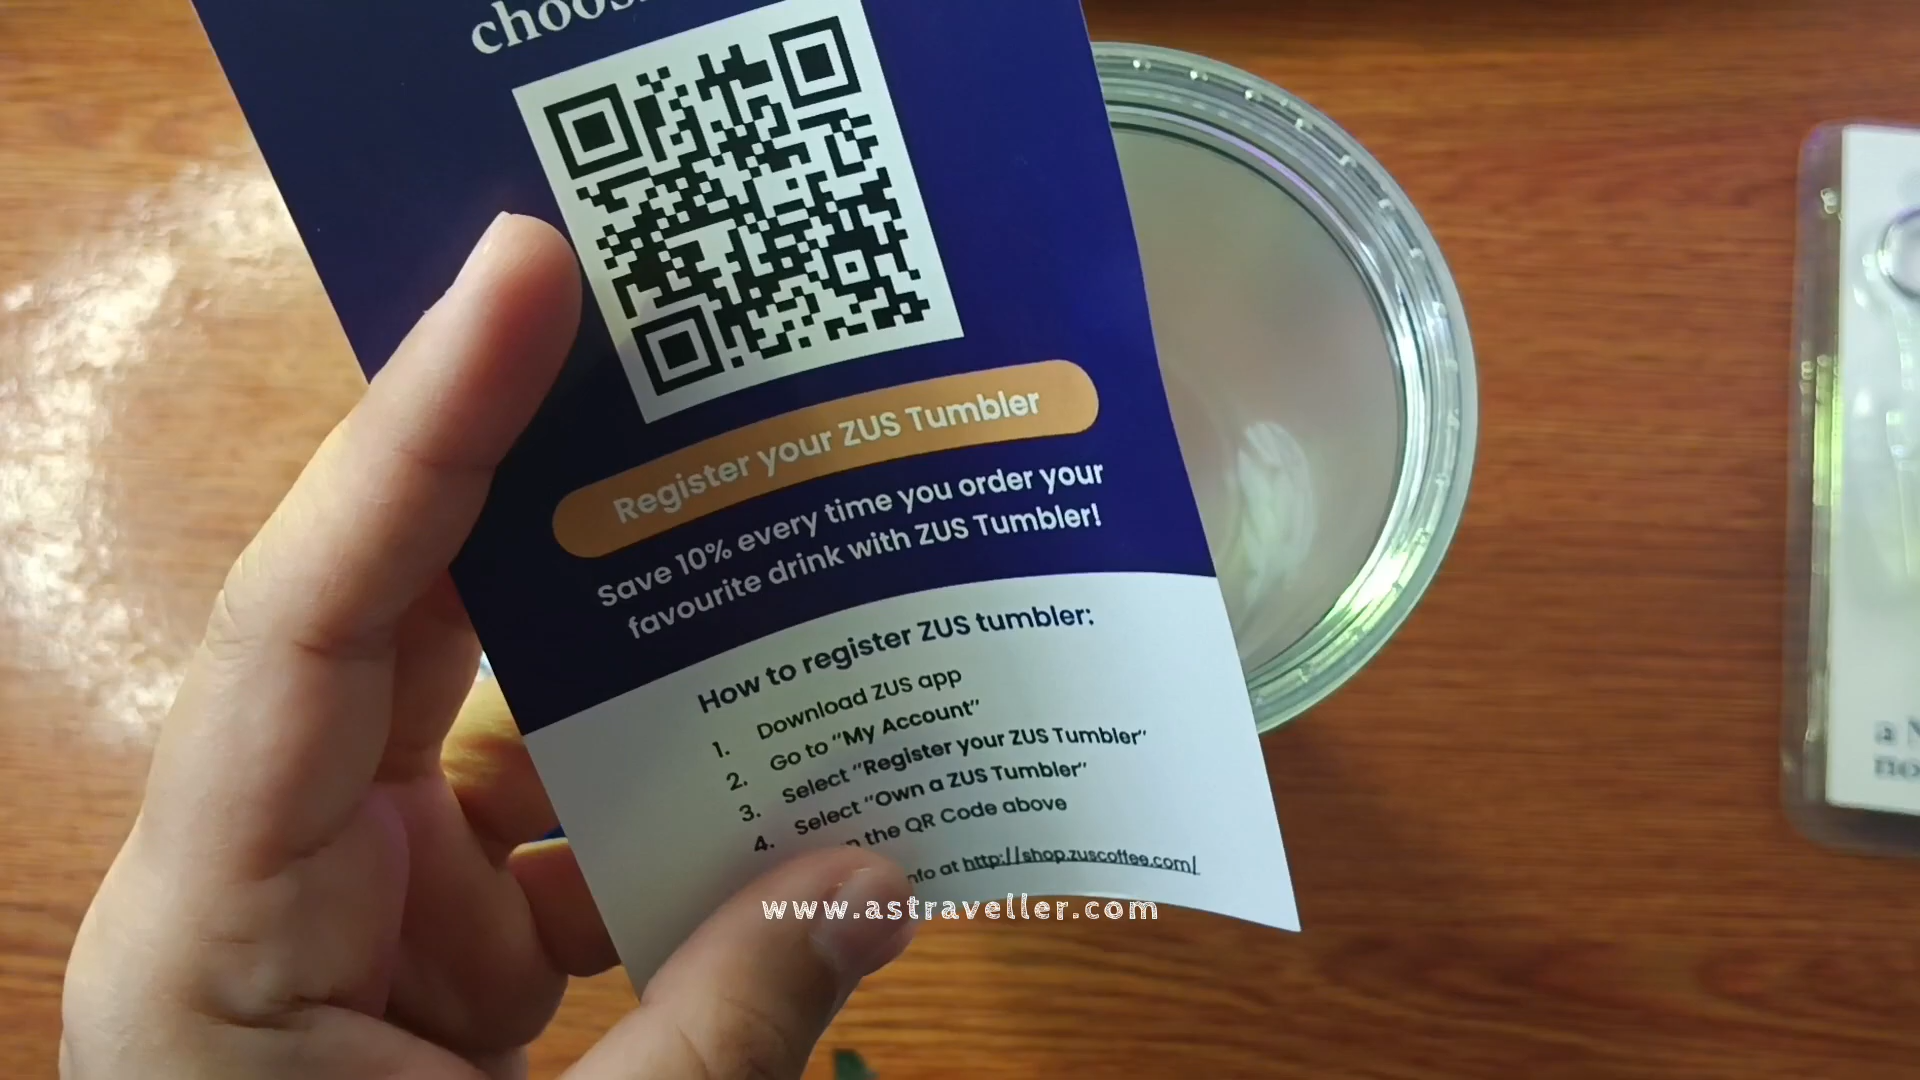 Register your ZUS Tumbler
Save 10% every time you order your
favourite drink with ZUS Tumbler!
How to register ZUS tumbler:
1. Download ZUS app
2. Go to “My Account”
3. Select “Register your ZUS Tumbler”
4. Select “Own a ZUS Tumbler”
the QR Code above
at http://shop.zuscoffee.com/
www.astraveller.com
a